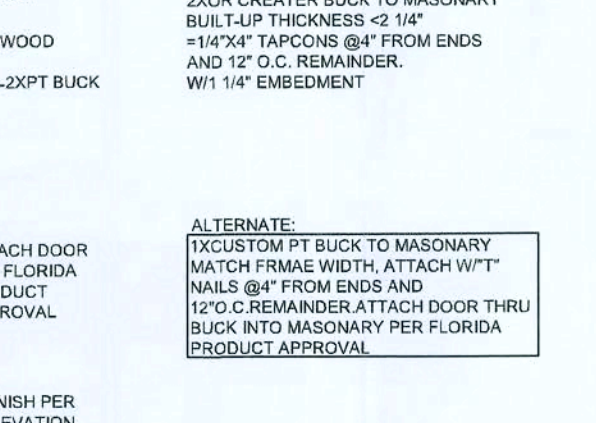 2XOR CREATER BUCK TO MASONARY
BUILT-UP THICKNESS <2 1/4"
=1/4"X4" TAPCONS @4" FROM ENDS
AND 12" O.C. REMAINDER.
W/1 1/4" EMBEDMENT
WOOD
-2XPT BUCK
ALTERNATE:
1XCUSTOM PT BUCK TO MASONARY
MATCH FRMAE WIDTH, ATTACH W/"T"
NAILS @4" FROM ENDS AND
12"O.C.REMAINDER.ATTACH DOOR THRU
BUCK INTO MASONARY PER FLORIDA
PRODUCT APPROVAL
ACH DOOR
FLORIDA
DUCT
ROVAL
NISH PER
EVATION